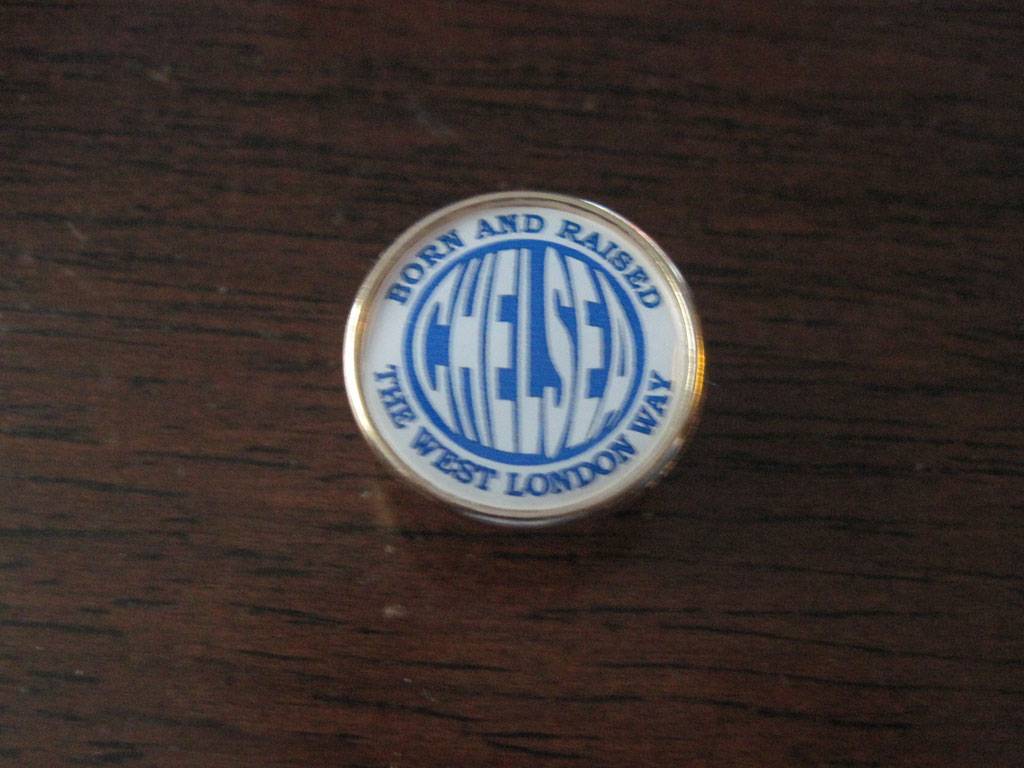 BORN AND RAISED
CHELSEA
THE WEST LONDON WAY